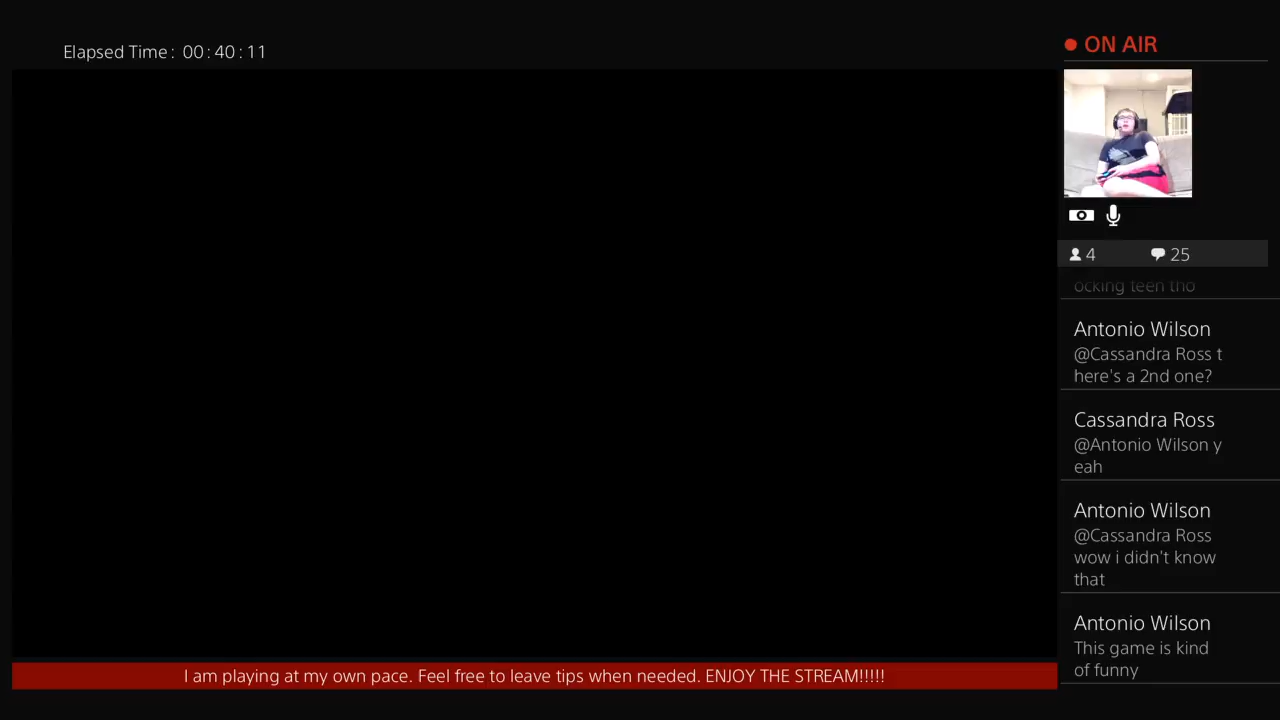 Elapsed Time: 00:40:11
ON AIR
4 25
ocking teen tho
Antonio Wilson
@Cassandra Ross t
here's a 2nd one?
Cassandra Ross
@Antonio Wilson y
eah
Antonio Wilson
@Cassandra Ross
wow i didn't know
that
Antonio Wilson
This game is kind
of funny
I am playing at my own pace. Feel free to leave tips when needed. ENJOY THE STREAM!!!!!